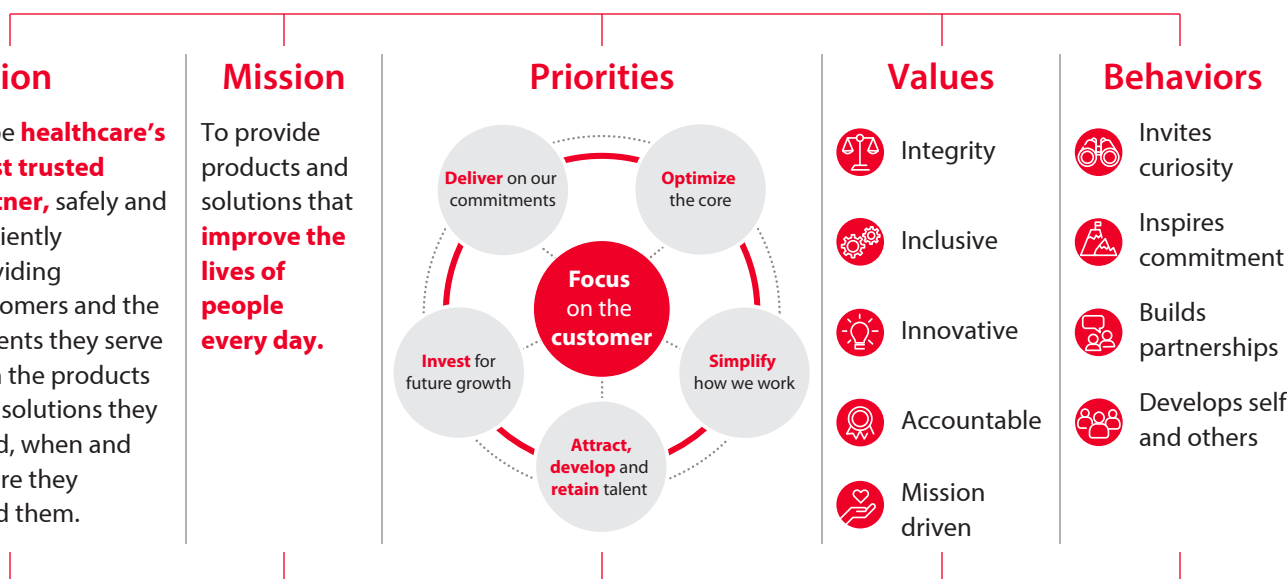 ion
be healthcare's
st trusted
tner, safely and
iently
viding
omers and the
ents they serve
the products
solutions they
d, when and
re they
d them.
Mission
To provide
products and
solutions that
improve the
lives of
people
every day.
Priorities
Deliver on our
commitments
Optimize
the core
Focus
on the
customer
Invest for
future growth
Simplify
how we work
Attract,
develop and
retain talent
Values
Integrity
Inclusive
Innovative
Accountable
Mission
driven
Behaviors
Invites
curiosity
Inspires
commitment
Builds
partnerships
Develops self
and others